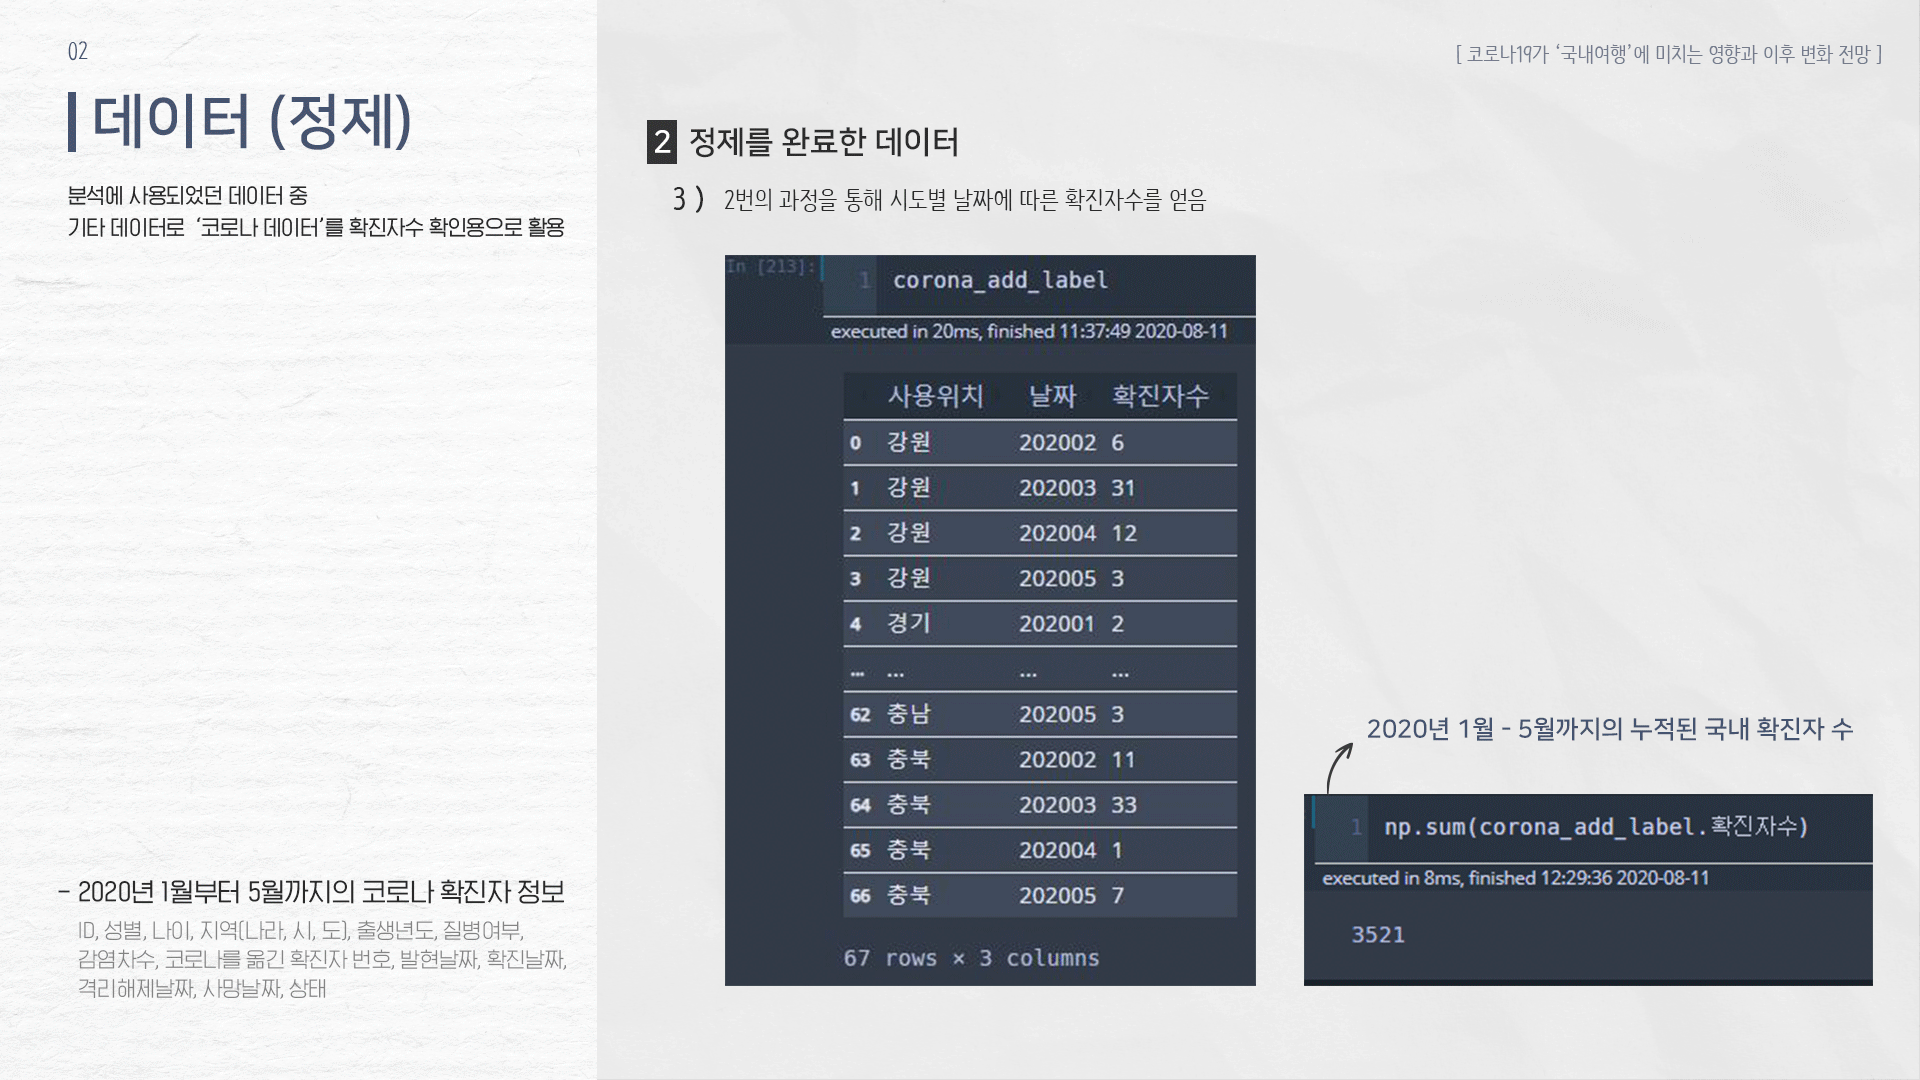 02
데이터 (정제)
분석에 사용되었던 데이터 중
기타 데이터로 ‘코로나 데이터’를 확진자수 확인용으로 활용
- 2020년 1월부터 5월까지의 코로나 확진자 정보
ID, 성별, 나이, 지역(나라, 시, 도), 출생년도, 질병여부,
감염차수, 코로나를 옮긴 확진자 번호, 발현날짜, 확진날짜,
격리해제날짜, 사망날짜, 상태
[ 코로나19가 ‘국내여행’에 미치는 영향과 이후 변화 전망 ]
2 정제를 완료한 데이터
3 ) 2번의 과정을 통해 시도별 날짜에 따른 확진자수를 얻음
In [213]: 1 corona_add_label
executed in 20ms, finished 11:37:49 2020-08-11
사용위치 날짜 확진자수
0 강원 202002 6
1 강원 202003 31
2 강원 202004 12
3 강원 202005 3
4 경기 202001 2
... ... ... ...
62 충남 202005 3
63 충북 202002 11
64 충북 202003 33
65 충북 202004 1
66 충북 202005 7
67 rows × 3 columns
2020년 1월 - 5월까지의 누적된 국내 확진자 수
1 np.sum(corona_add_label.확진자수)
executed in 8ms, finished 12:29:36 2020-08-11
3521